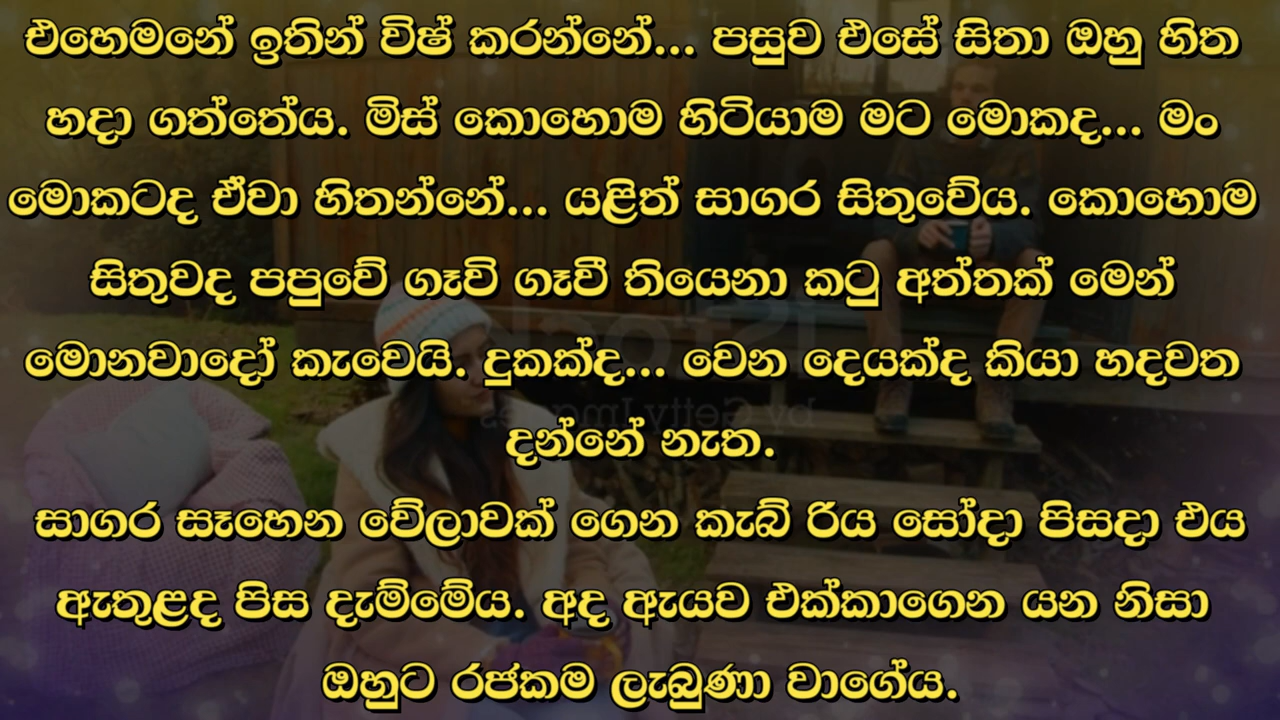 එහෙමනේ ඉතින් විෂ් කරන්නේ... පසුව එසේ සිතා ඔහු හිත
හදා ගත්තේය. මිස් කොහොම හිටියාම මට මොකද... මං
මොකටද ඒවා හිතන්නේ... යළිත් සාගර සිතුවේය. කොහොම
සිතුවද පපුවේ ගෑවි ගෑවී තියෙනා කටු අත්තක් මෙන්
මොනවාදෝ කැවෙයි. දුකක්ද... වෙන දෙයක්ද කියා හදවත
දන්නේ නැත.
සාගර සෑහෙන වේලාවක් ගෙන කැබ් රිය සෝදා පිසදා එය
ඇතුළද පිස දැම්මේය. අද ඇයව එක්කාගෙන යන නිසා
ඔහුට රජකම ලැබුණා වාගේය.